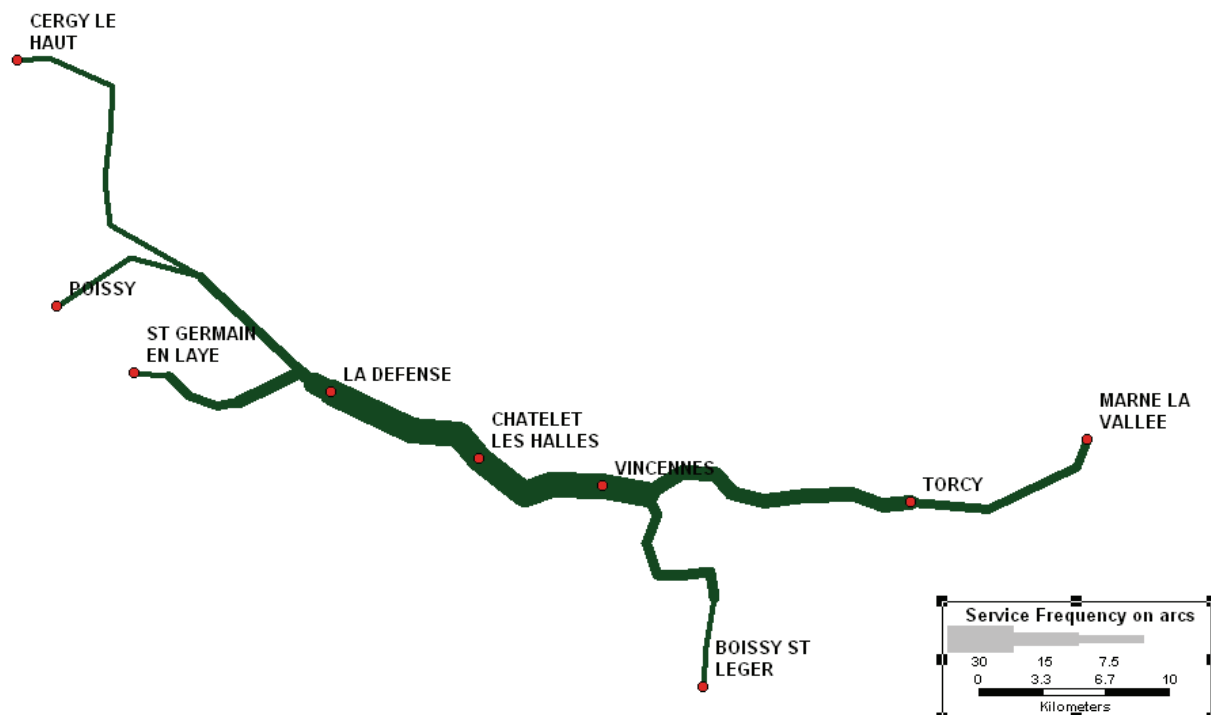 CERGY LE
HAUT
POISSY
ST GERMAIN
EN LAYE
LA DEFENSE
CHATELET
LES HALLES
VINCENNES
MARNE LA
VALLEE
TORCY
BOISSY ST
LEGER
Service Frequency on arcs
30 15 7.5
0 3.3 6.7 10
Kilometers